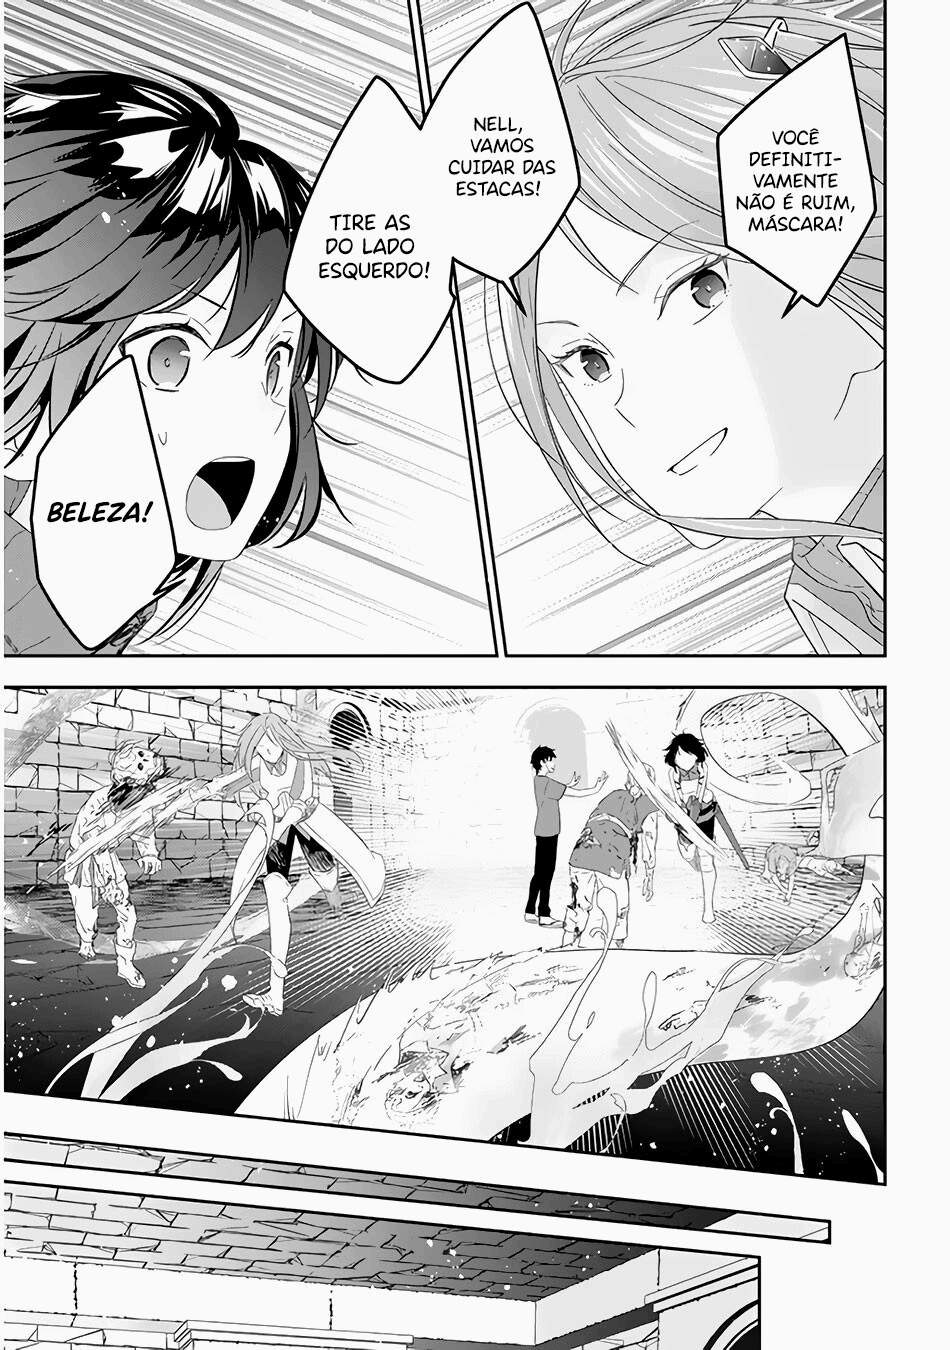 VOCÊ
DEFINITI-
VAMENTE
NÃO É RUIM,
MÁSCARA!
NELL,
VAMOS
CUIDAR DAS
ESTACAS!
TIRE AS
DO LADO
ESQUERDO!
BELEZA!